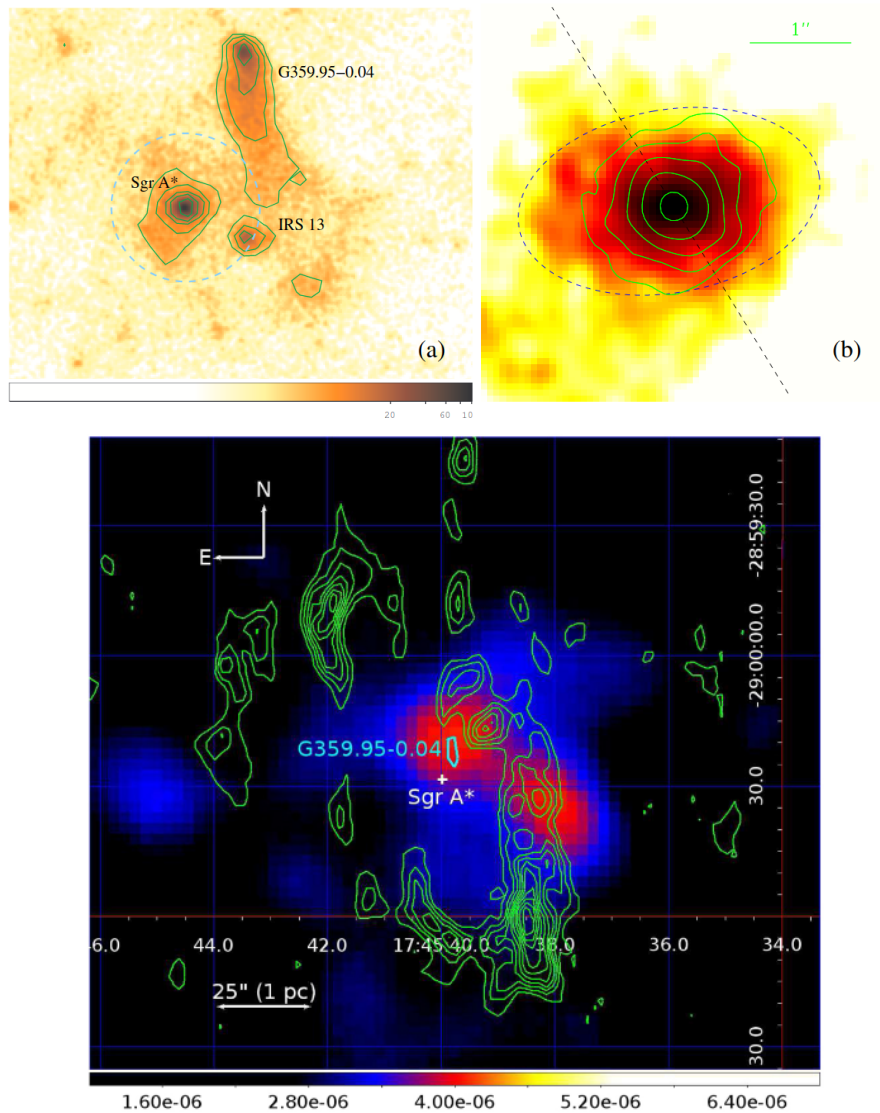 G359.95−0.04
Sgr A*
IRS 13
(a)
20
60
10
1′′
(b)
N
E
-28:59:30.0
-29:00:00.0
30.0
30.0
G359.95-0.04
Sgr A*
6.0
44.0
42.0
17:45:40.0
38.0
36.0
34.0
25" (1 pc)
1.60e-06
2.80e-06
4.00e-06
5.20e-06
6.40e-06